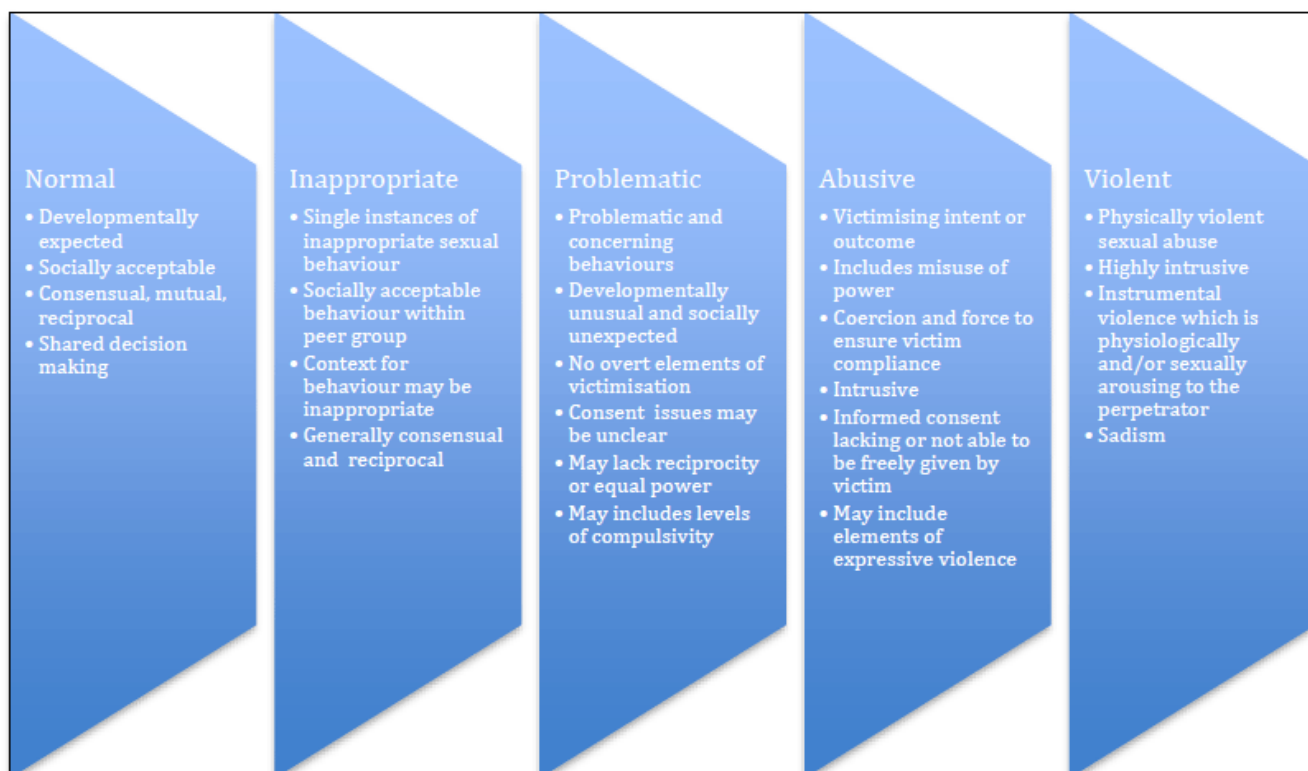 Normal
• Developmentally
expected
• Socially acceptable
• Consensual, mutual,
reciprocal
• Shared decision
making
Inappropriate
• Single instances of
inappropriate sexual
behaviour
• Socially acceptable
behaviour within
peer group
• Context for
behaviour may be
inappropriate
• Generally consensual
and reciprocal
Problematic
• Problematic and
concerning
behaviours
• Developmentally
unusual and socially
unexpected
• No overt elements of
victimisation
• Consent issues may
be unclear
• May lack reciprocity
or equal power
• May includes levels
of compulsivity
Abusive
• Victimising intent or
outcome
• Includes misuse of
power
• Coercion and force to
ensure victim
compliance
• Intrusive
• Informed consent
lacking or not able to
be freely given by
victim
• May include
elements of
expressive violence
Violent
• Physically violent
sexual abuse
• Highly intrusive
• Instrumental
violence which is
physiologically
and/or sexually
arousing to the
perpetrator
• Sadism